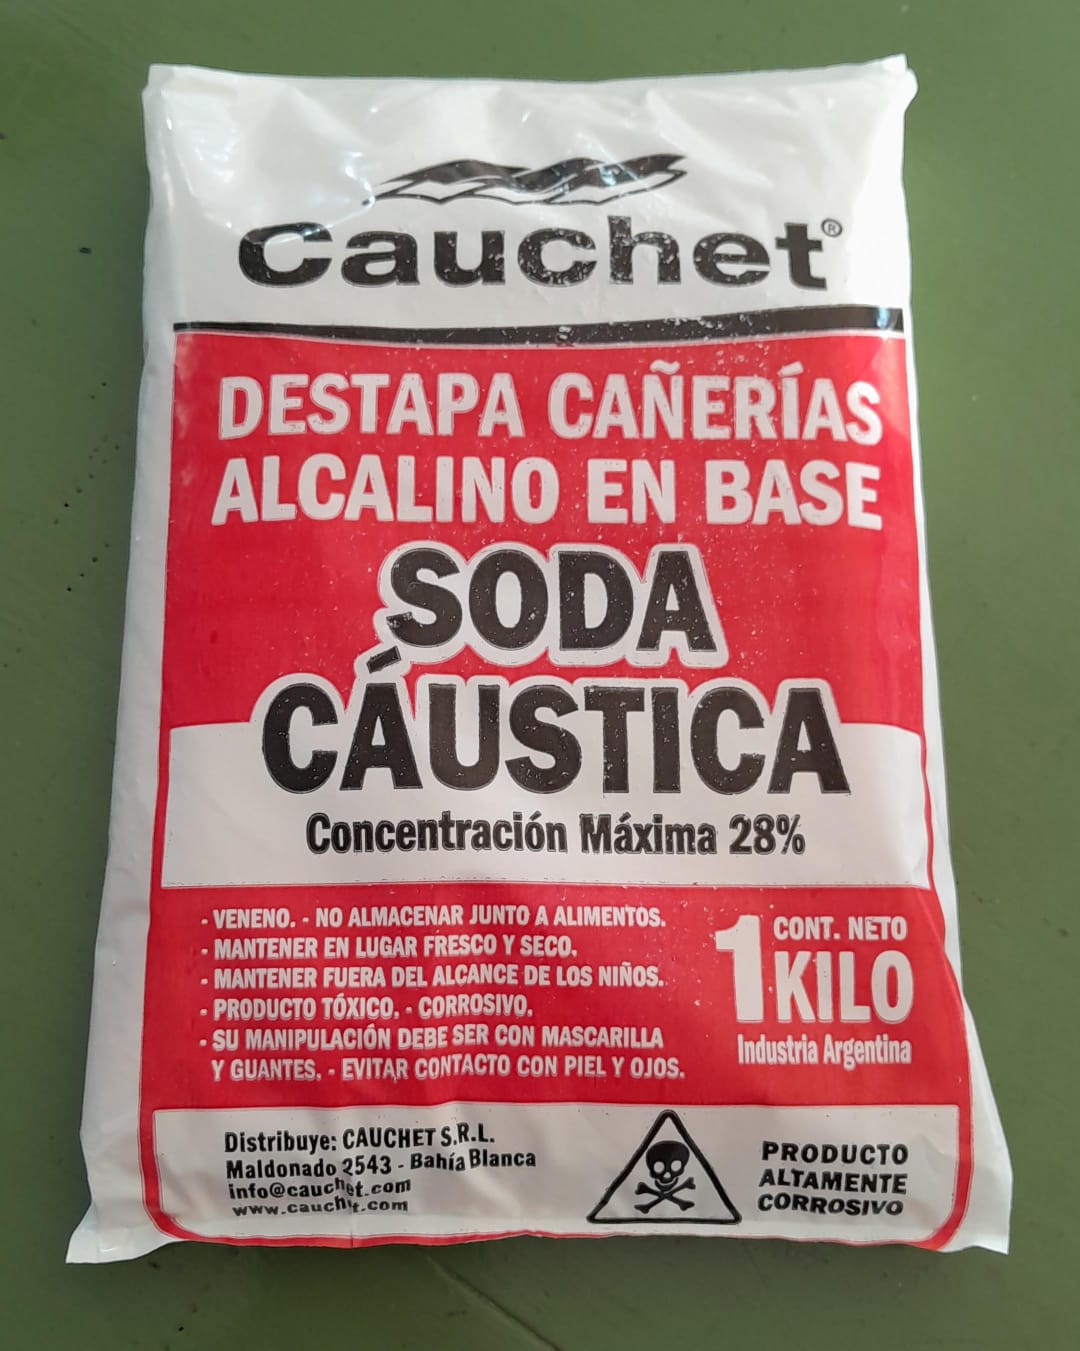 Cauchet®
DESTAPA CAÑERÍAS
ALCALINO EN BASE
SODA
CÁUSTICA
Concentración Máxima 28%
- VENENO. - NO ALMACENAR JUNTO A ALIMENTOS.
- MANTENER EN LUGAR FRESCO Y SECO.
- MANTENER FUERA DEL ALCANCE DE LOS NIÑOS.
- PRODUCTO TÓXICO. - CORROSIVO.
- SU MANIPULACIÓN DEBE SER CON MASCARILLA
Y GUANTES. - EVITAR CONTACTO CON PIEL Y OJOS.
CONT. NETO
1 KILO
Industria Argentina
Distribuye: CAUCHET S.R.L.
Maldonado 2543 - Bahía Blanca
info@cauchet.com
www.cauchet.com
PRODUCTO
ALTAMENTE
CORROSIVO